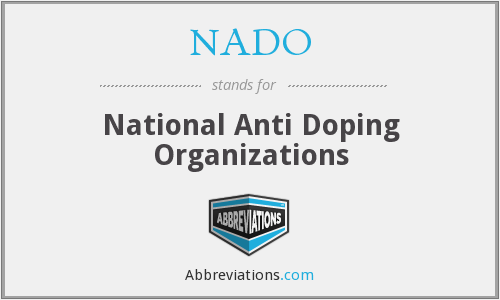 NADO
stands for
National Anti Doping
Organizations
ABBREVIATIONS
Abbreviations.com